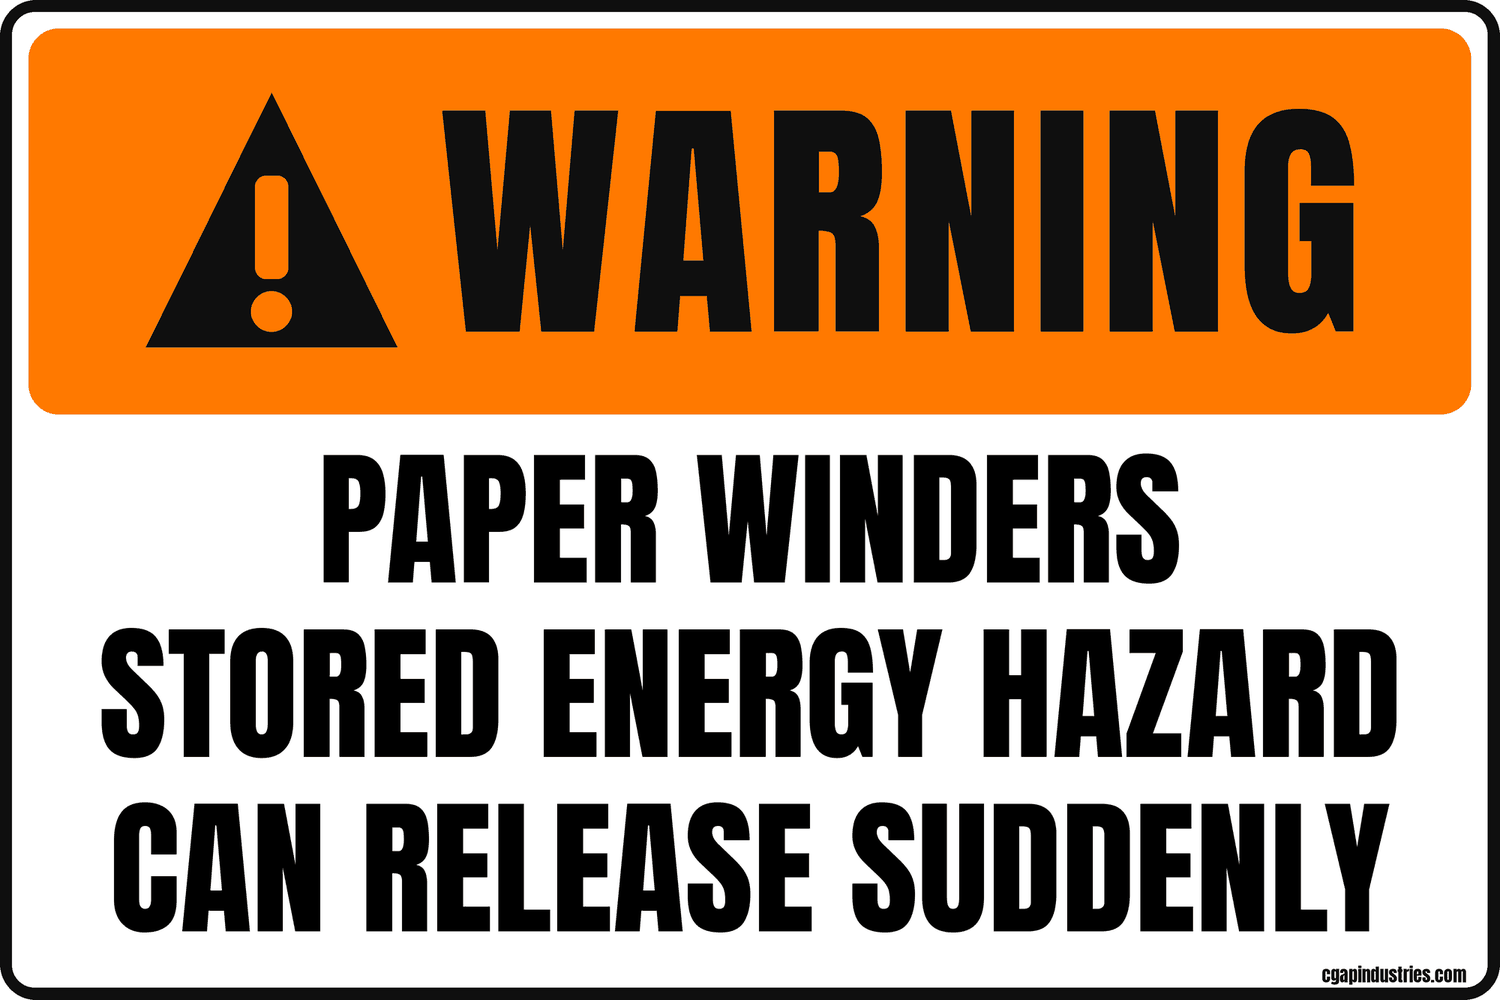 WARNING
PAPER WINDERS
STORED ENERGY HAZARD
CAN RELEASE SUDDENLY
cgapindustries.com